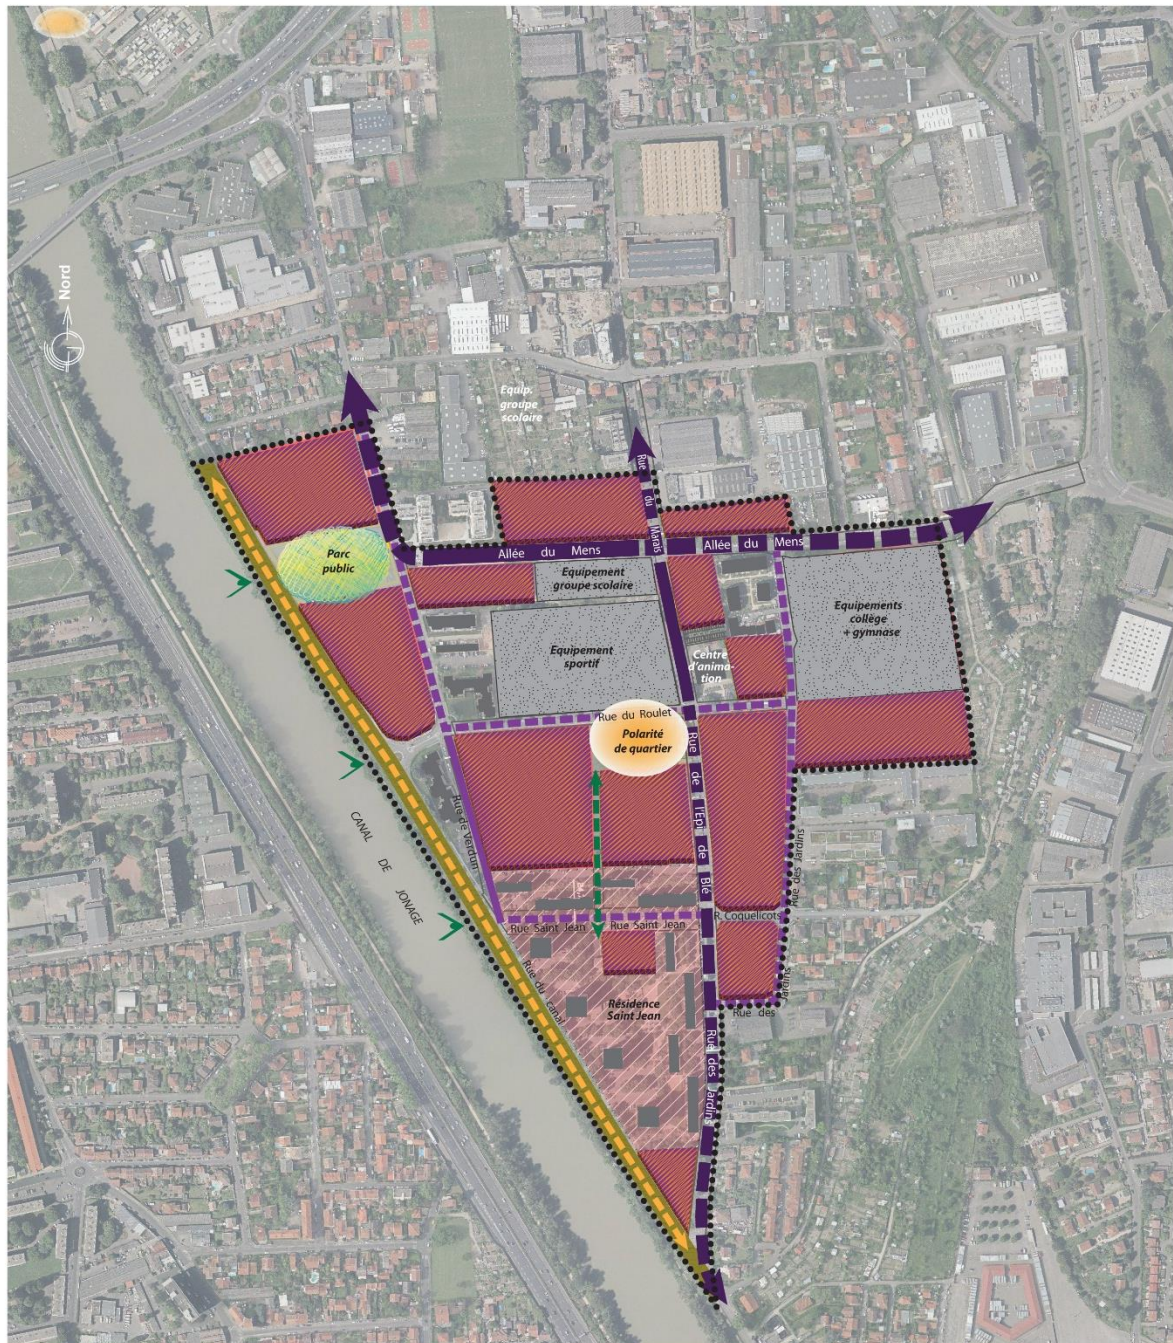 Nord
Equip.
groupe
scolaire
Rue du Marais
Allée du Mens
Allée du Mens
Parc
public
Equipement
groupe scolaire
Equipements
collège
+ gymnase
Equipement
sportif
Centre
d'anima-
tion
Rue du Roulet
Polarité
de quartier
Rue de l'Epi de Blé
Rue de Verdun
CANAL DE JONAGE
Rue des Jardins
R. Coquelicots
Rue Saint Jean
Rue Saint Jean
Rue du canal
Résidence
Saint Jean
Rue des Jardins
Rue des Jardins